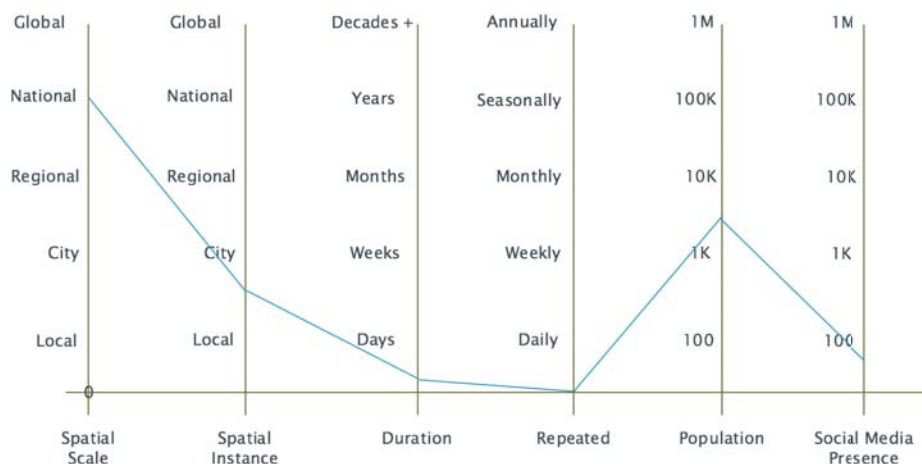 Global Global Decades + Annually 1M 1M
National National Years Seasonally 100K 100K
Regional Regional Months Monthly 10K 10K
City City Weeks Weekly 1K 1K
Local Local Days Daily 100 100
0
Spatial Spatial Duration Repeated Population Social Media
Scale Instance Presence